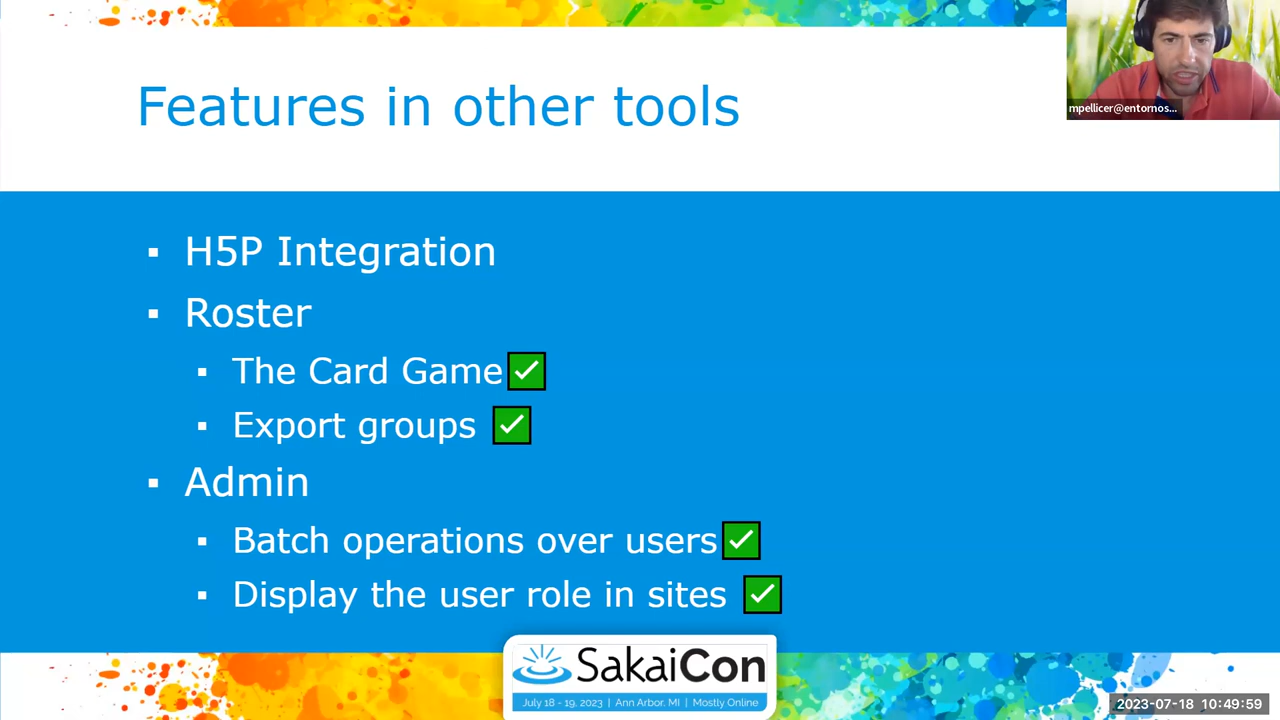 Features in other tools
mpellicer@entornos...
H5P Integration
Roster
The Card Game
Export groups
Admin
Batch operations over users
Display the user role in sites
SakaiCon
July 18 - 19, 2023 | Ann Arbor, MI | Mostly Online
2023-07-18 10:49:59